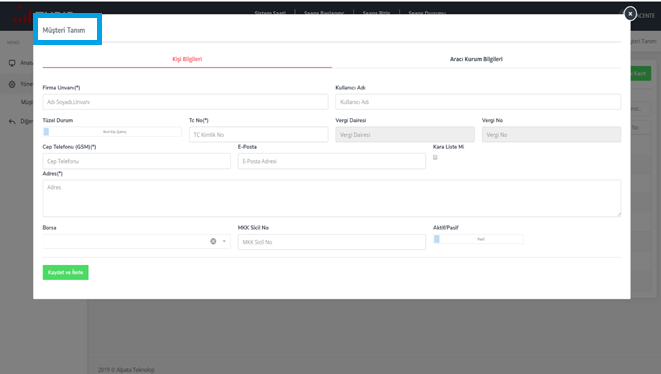 Sistem Saati Seans Başlangıç Seans Bitiş Seans Durumu
ACENTE
Müşteri Tanım
MENÜ
Kişi Bilgileri
Aracı Kurum Bilgileri
Firma Unvanı(*)
Kullanıcı Adı
Adı Soyadı,Unvanı
Kullanıcı Adı
Tüzel Durum
Tc No(*)
Vergi Dairesi
Vergi No
TC Kimlik No
Vergi Dairesi
Vergi No
Cep Telefonu (GSM)(*)
E-Posta
Kara Liste Mi
Cep Telefonu
E-Posta Adresi
Adres(*)
Adres
Borsa
MKK Sicil No
Aktif/Pasif
MKK Sicil No
Pasif
Kaydet ve İlerle
2015 © Alpata Teknoloji